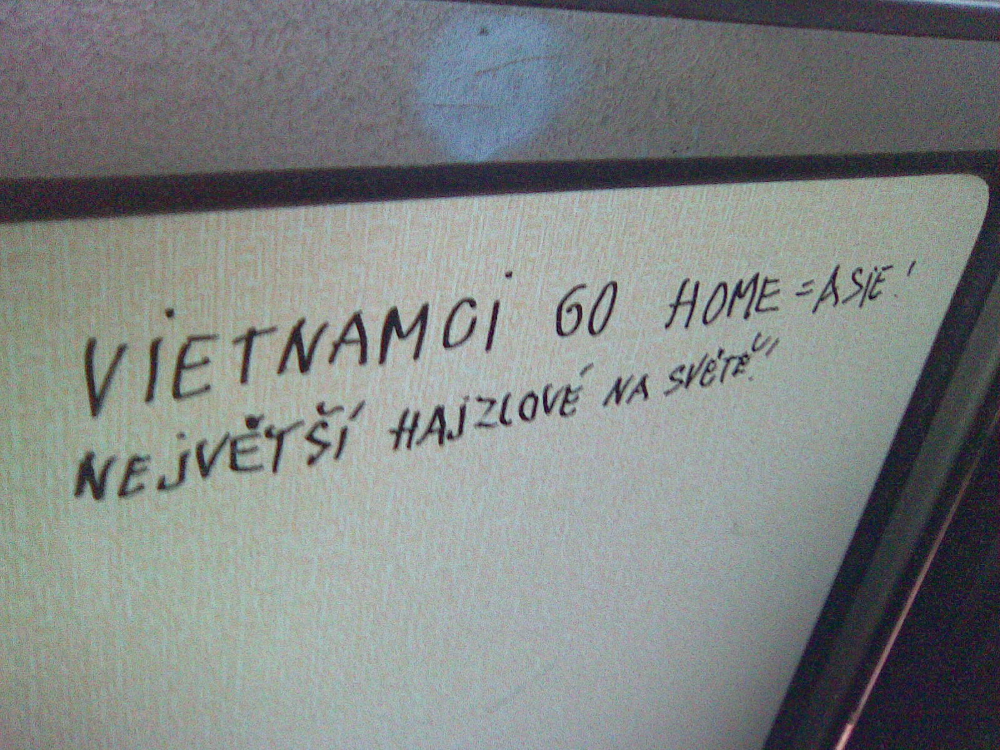 VIETNAMCI GO HOME = ASIE!
NEJVĚTŠÍ HAJZLOVÉ NA SVĚTĚ!